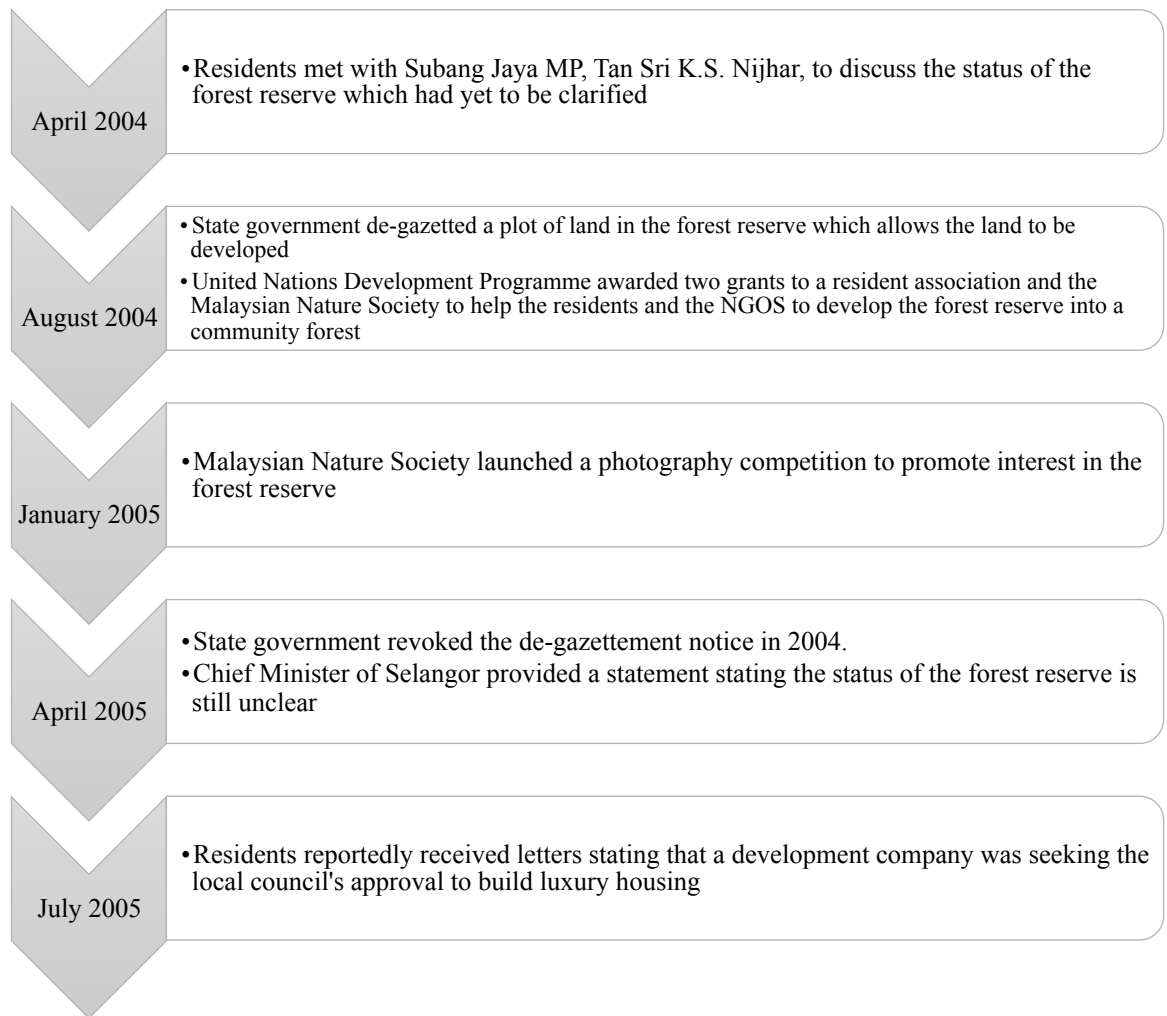 April 2004
•Residents met with Subang Jaya MP, Tan Sri K.S. Nijhar, to discuss the status of the
forest reserve which had yet to be clarified
August 2004
•State government de-gazetted a plot of land in the forest reserve which allows the land to be
developed
•United Nations Development Programme awarded two grants to a resident association and the
Malaysian Nature Society to help the residents and the NGOS to develop the forest reserve into a
community forest
January 2005
•Malaysian Nature Society launched a photography competition to promote interest in the
forest reserve
April 2005
•State government revoked the de-gazettement notice in 2004.
•Chief Minister of Selangor provided a statement stating the status of the forest reserve is
still unclear
July 2005
•Residents reportedly received letters stating that a development company was seeking the
local council's approval to build luxury housing